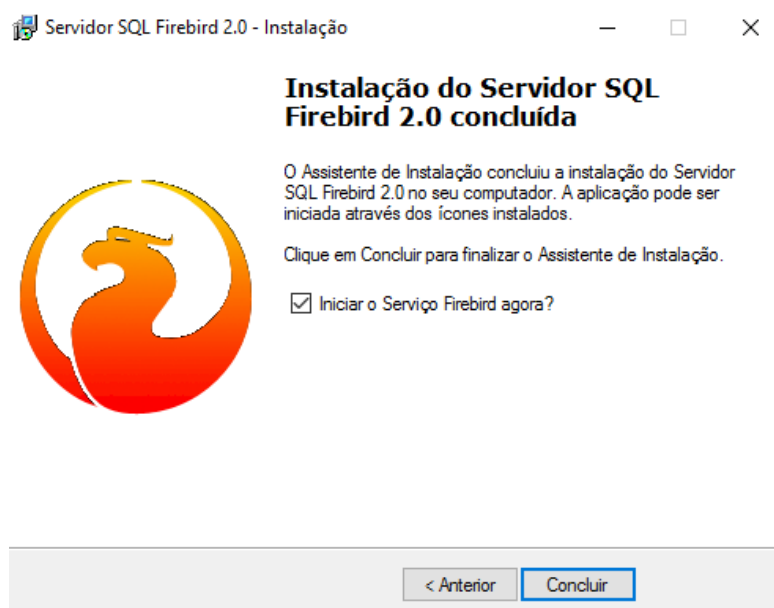 Servidor SQL Firebird 2.0 - Instalação
Instalação do Servidor SQL
Firebird 2.0 concluída
O Assistente de Instalação concluiu a instalação do Servidor
SQL Firebird 2.0 no seu computador. A aplicação pode ser
iniciada através dos ícones instalados.
Clique em Concluir para finalizar o Assistente de Instalação.
Iniciar o Serviço Firebird agora?
< Anterior
Concluir